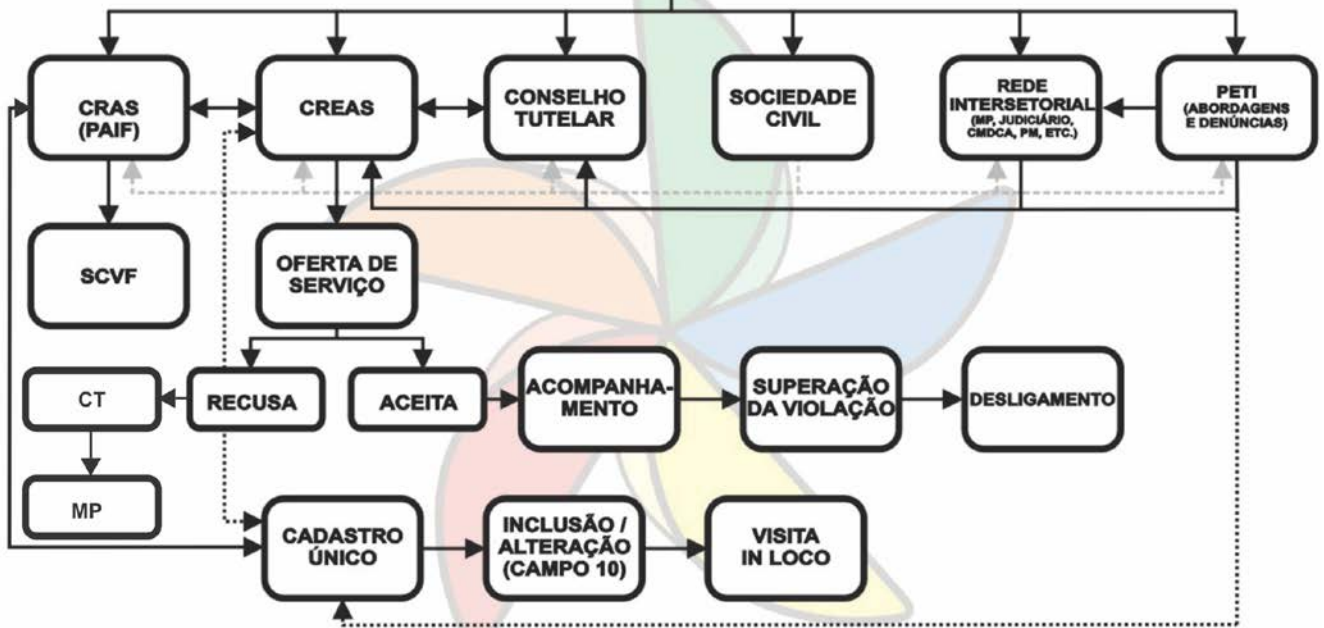 CRAS
(PAIF)
CREAS
CONSELHO
TUTELAR
SOCIEDADE
CIVIL
REDE
INTERSETORIAL
(MP, JUDICIÁRIO,
CMDCA, PM, ETC.)
PETI
(ABORDAGENS
E DENÚNCIAS)
SCVF
OFERTA DE
SERVIÇO
CT
RECUSA
ACEITA
ACOMPANHA-
MENTO
SUPERAÇÃO
DA VIOLAÇÃO
DESLIGAMENTO
MP
CADASTRO
ÚNICO
INCLUSÃO /
ALTERAÇÃO
(CAMPO 10)
VISITA
IN LOCO